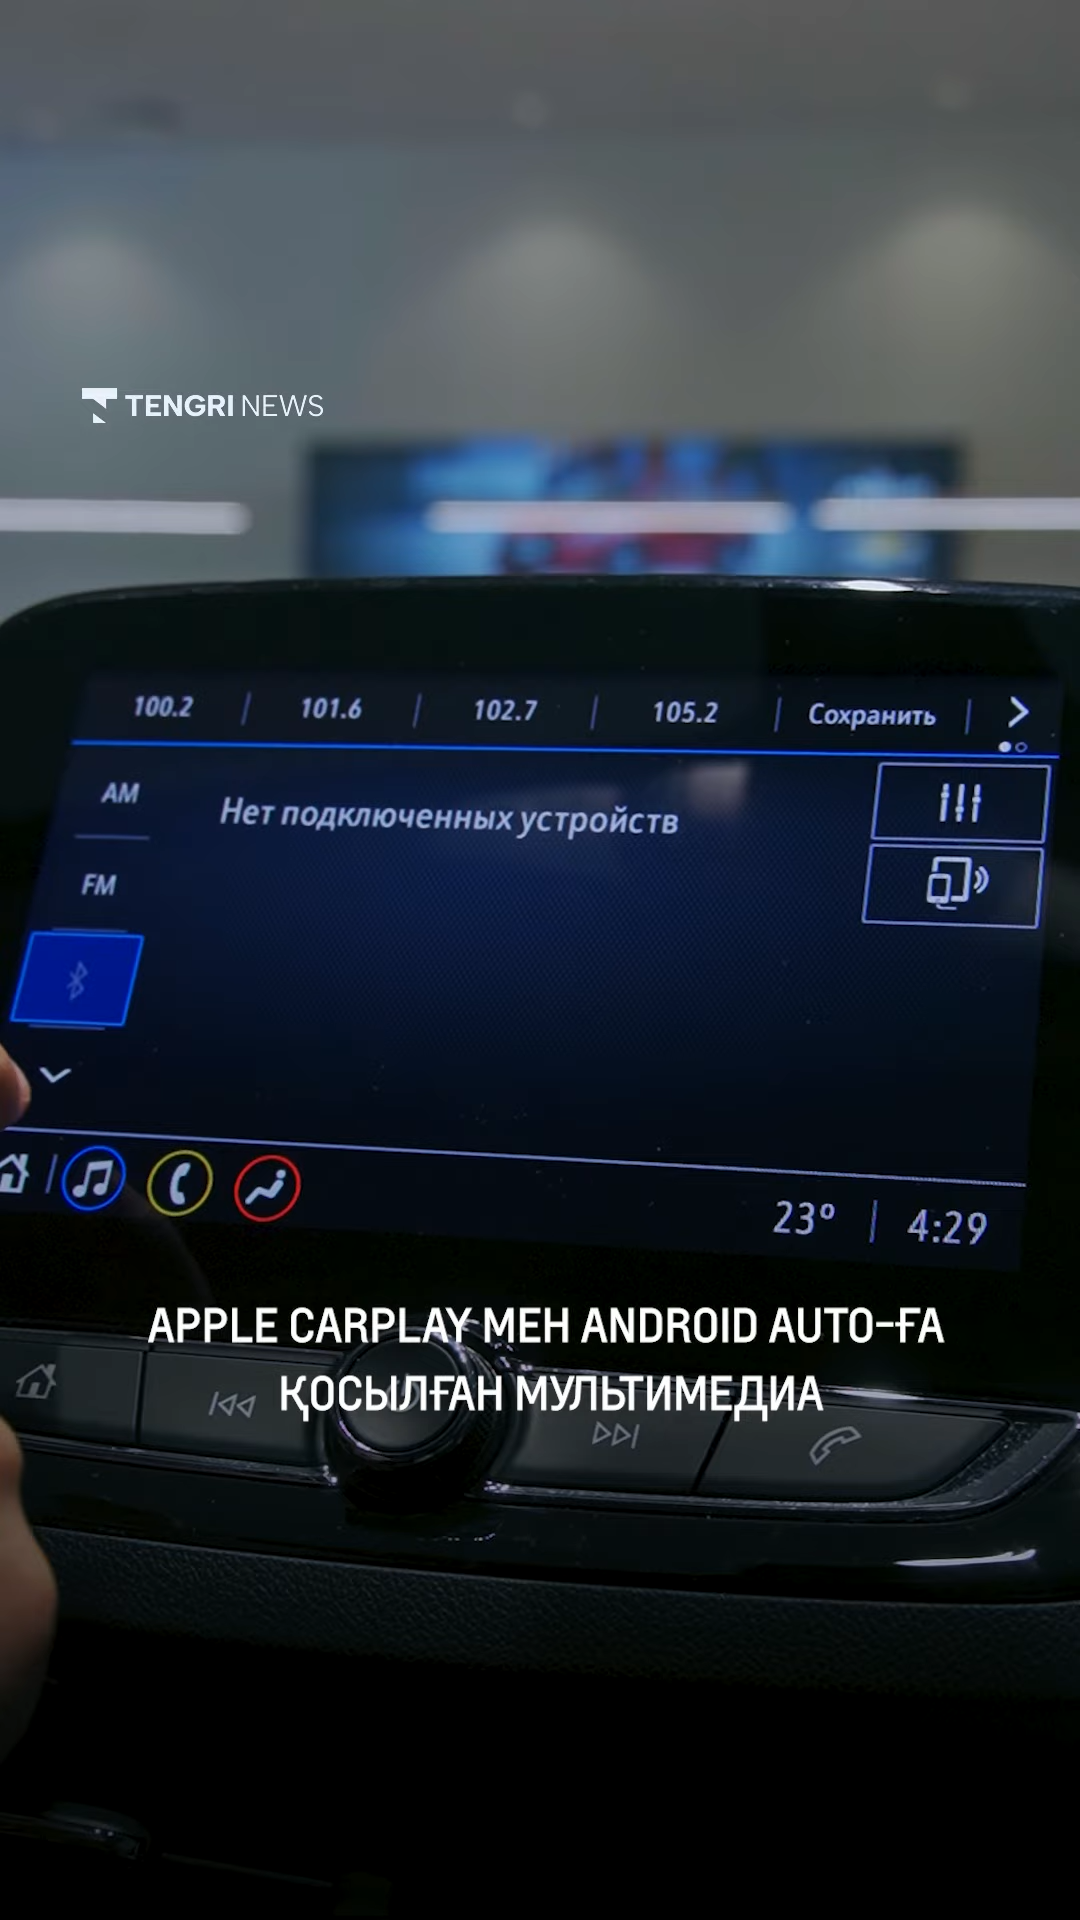 TENGRI NEWS
100.2 101.6 102.7 105.2 Сохранить
AM
Нет подключенных устройств
FM
23° 4:29
APPLE CARPLAY МЕН ANDROID AUTO-ҒА
ҚОСЫЛҒАН МУЛЬТИМЕДИА